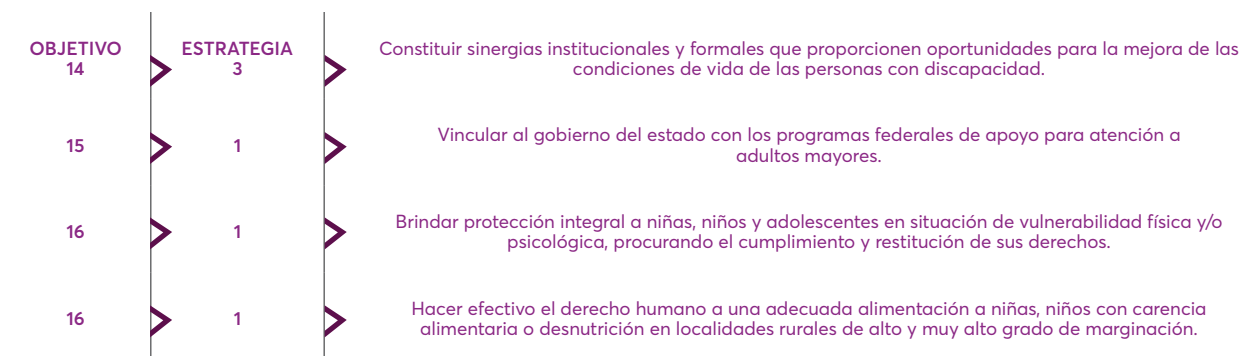 OBJETIVO
14
ESTRATEGIA
3
Constituir sinergias institucionales y formales que proporcionen oportunidades para la mejora de las
condiciones de vida de las personas con discapacidad.
15
1
Vincular al gobierno del estado con los programas federales de apoyo para atención a
adultos mayores.
16
1
Brindar protección integral a niñas, niños y adolescentes en situación de vulnerabilidad física y/o
psicológica, procurando el cumplimiento y restitución de sus derechos.
16
1
Hacer efectivo el derecho humano a una adecuada alimentación a niñas, niños con carencia
alimentaria o desnutrición en localidades rurales de alto y muy alto grado de marginación.